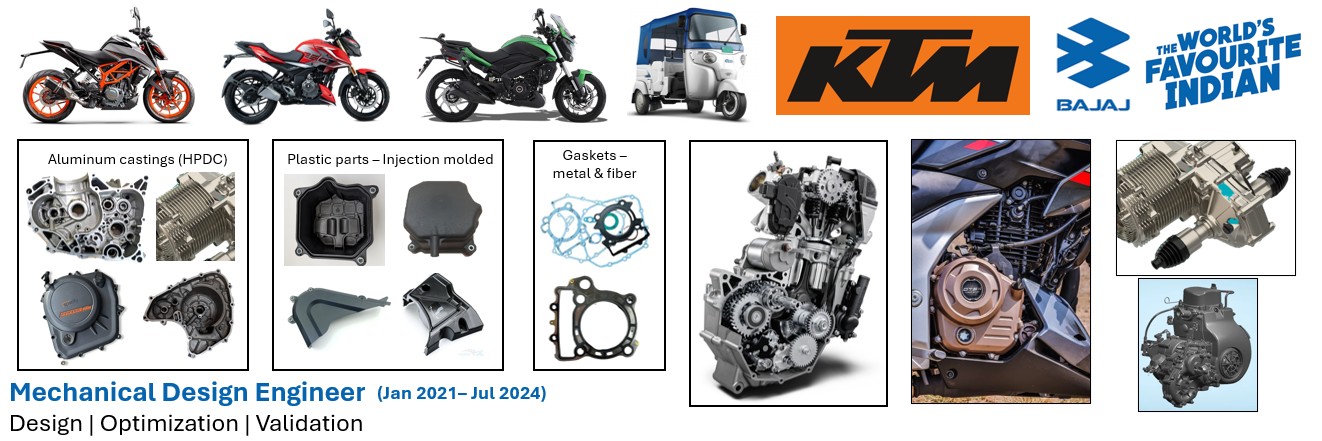 KTM
BAJAJ
THE WORLD'S
FAVOURITE
INDIAN
Aluminum castings (HPDC)
Plastic parts – Injection molded
Gaskets –
metal & fiber
Mechanical Design Engineer (Jan 2021– Jul 2024)
Design | Optimization | Validation